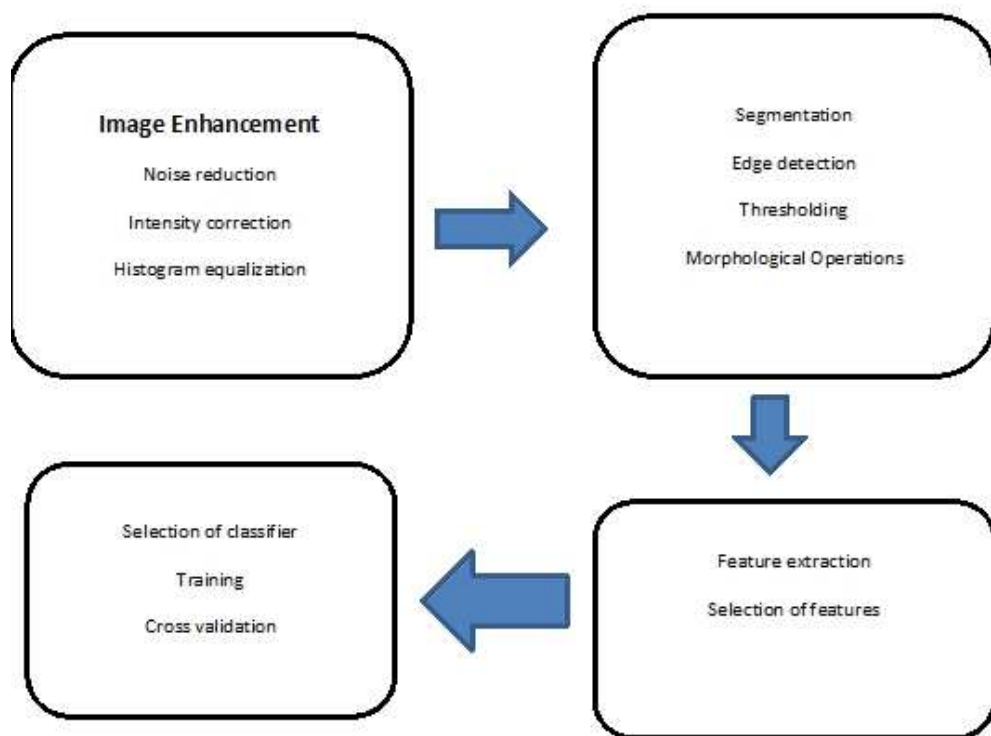 Image Enhancement
Noise reduction
Intensity correction
Histogram equalization
Segmentation
Edge detection
Thresholding
Morphological Operations
Feature extraction
Selection of features
Selection of classifier
Training
Cross validation